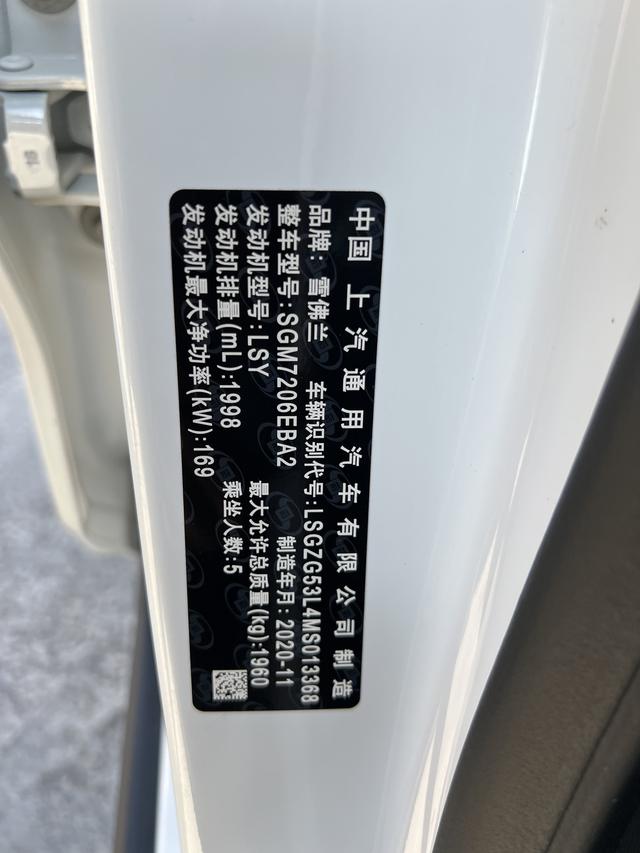 中国上汽通用汽车有限公司制造
品牌: 雪佛兰 车辆识别代号:LSGZG53L4MS013368
整车型号:SGM7206EBA2 制造年月:2020-11
发动机型号:LSY 最大允许总质量(kg):1960
发动机排量(mL):1998 乘坐人数:5
发动机最大净功率(kW):169